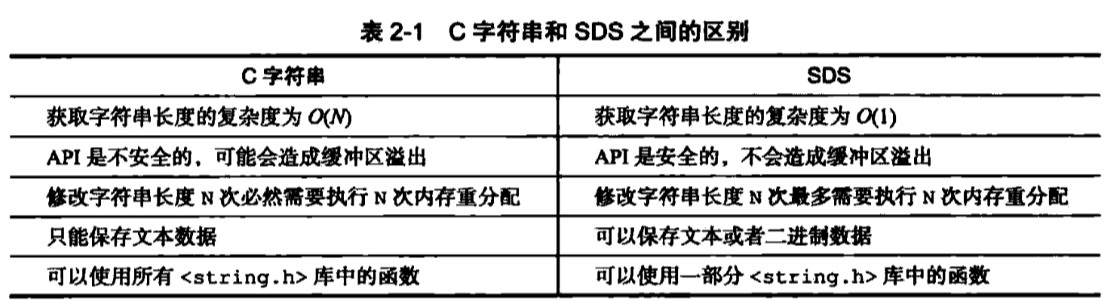 表 2-1 C 字符串和 SDS 之间的区别
C 字符串 SDS
获取字符串长度的复杂度为 O(N) 获取字符串长度的复杂度为 O(1)
API 是不安全的，可能会造成缓冲区溢出 API 是安全的，不会造成缓冲区溢出
修改字符串长度 N 次必然需要执行 N 次内存重分配 修改字符串长度 N 次最多需要执行 N 次内存重分配
只能保存文本数据 可以保存文本或者二进制数据
可以使用所有 <string.h> 库中的函数 可以使用一部分 <string.h> 库中的函数